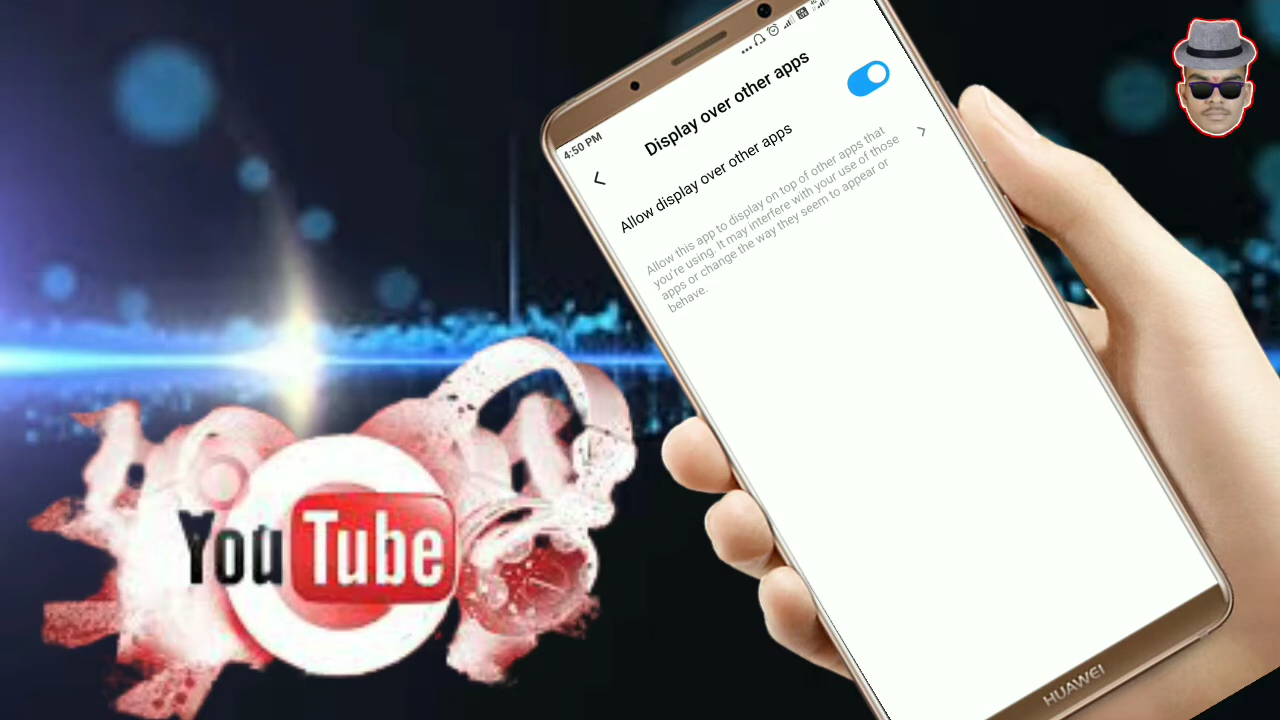 4:50 PM
Display over other apps
Allow display over other apps
Allow this app to display on top of other apps that
you're using. It may interfere with your use of those
apps or change the way they seem to appear or
behave.
YouTube
HUAWEI